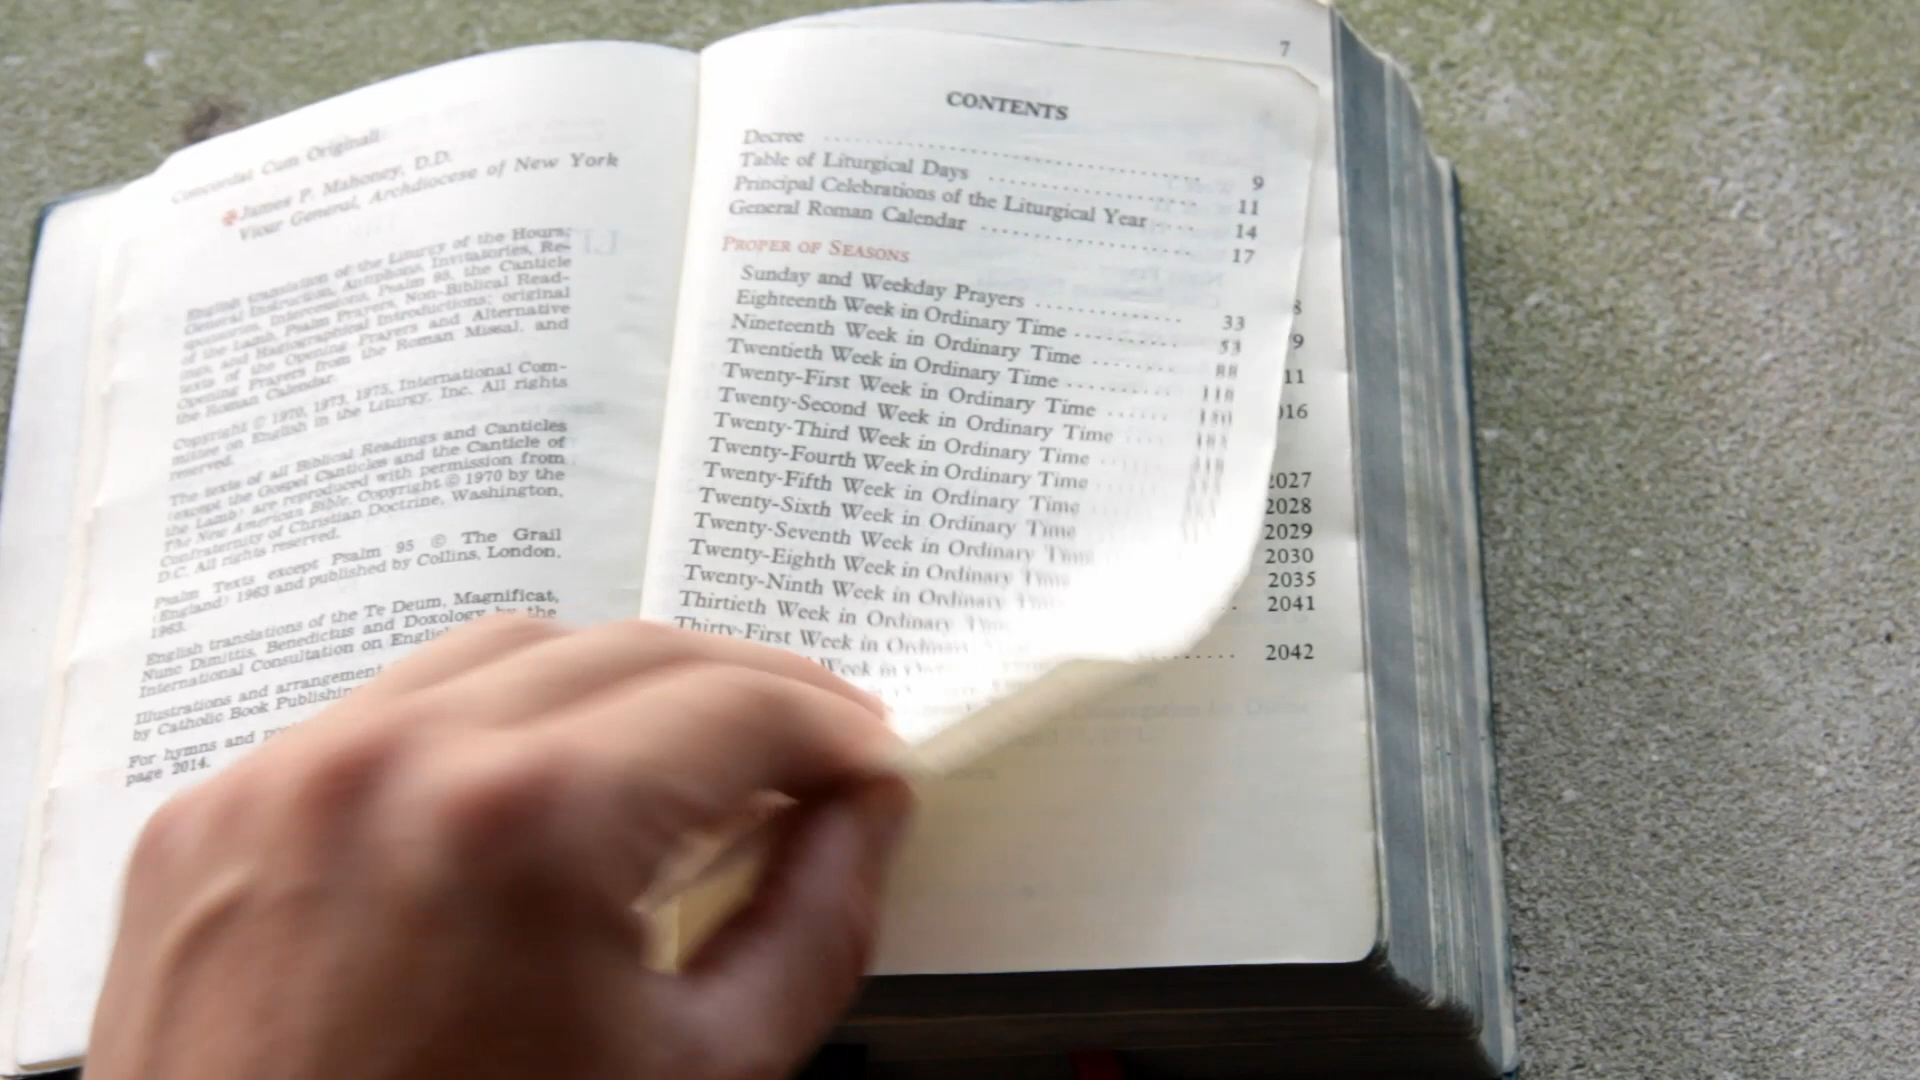 Concordat Cum Originali:
James P. Mahoney, D.D.
Vicar General, Archdiocese of New York
English translation of the Liturgy of the Hours:
General Instruction, Antiphons, Invitatories, Re-
sponsories, Intercessions, Psalm 95, the Canticle
of the Lamb, Psalm Prayers, Non-Biblical Read-
ings, and Hagiographical Introductions; original
texts of the Opening Prayers and Alternative
Opening Prayers from the Roman Missal, and
the Roman Calendar.
Copyright © 1970, 1973, 1975, International Com-
mittee on English in the Liturgy, Inc. All rights
reserved.
The texts of all Biblical Readings and Canticles
(except the Gospel Canticles and the Canticle of
the Lamb) are reproduced with permission from
The New American Bible, Copyright © 1970 by the
Confraternity of Christian Doctrine, Washington,
D.C. All rights reserved.
Psalm Texts except Psalm 95 © The Grail
(England) 1963 and published by Collins, London,
1963.
English translations of the Te Deum, Magnificat,
Nunc Dimittis, Benedictus and Doxology by the
International Consultation on
Illustrations and arrangement
by Catholic Book
For hymns and
page 2014.
7
CONTENTS
Decree .......... 9
Table of Liturgical Days .......... 11
Principal Celebrations of the Liturgical Year .... 14
General Roman Calendar .......... 17
PROPER OF SEASONS
Sunday and Weekday Prayers .......... 33
Eighteenth Week in Ordinary Time .......... 53
Nineteenth Week in Ordinary Time .......... 88
Twentieth Week in Ordinary Time ..........
Twenty-First Week in Ordinary Time ......
Twenty-Second Week in Ordinary Time
Twenty-Third Week in Ordinary Time
Twenty-Fourth Week in Ordinary Time
Twenty-Fifth Week in Ordinary Time
Twenty-Sixth Week in Ordinary Time
Twenty-Seventh Week in Ordinary Time
Twenty-Eighth Week in Ordinary Time
Twenty-Ninth Week in Ordinary
Thirtieth Week in Ordinary
Thirty-First Week in
Week in
8
9
11
16
2027
2028
2029
2030
2035
2041
2042